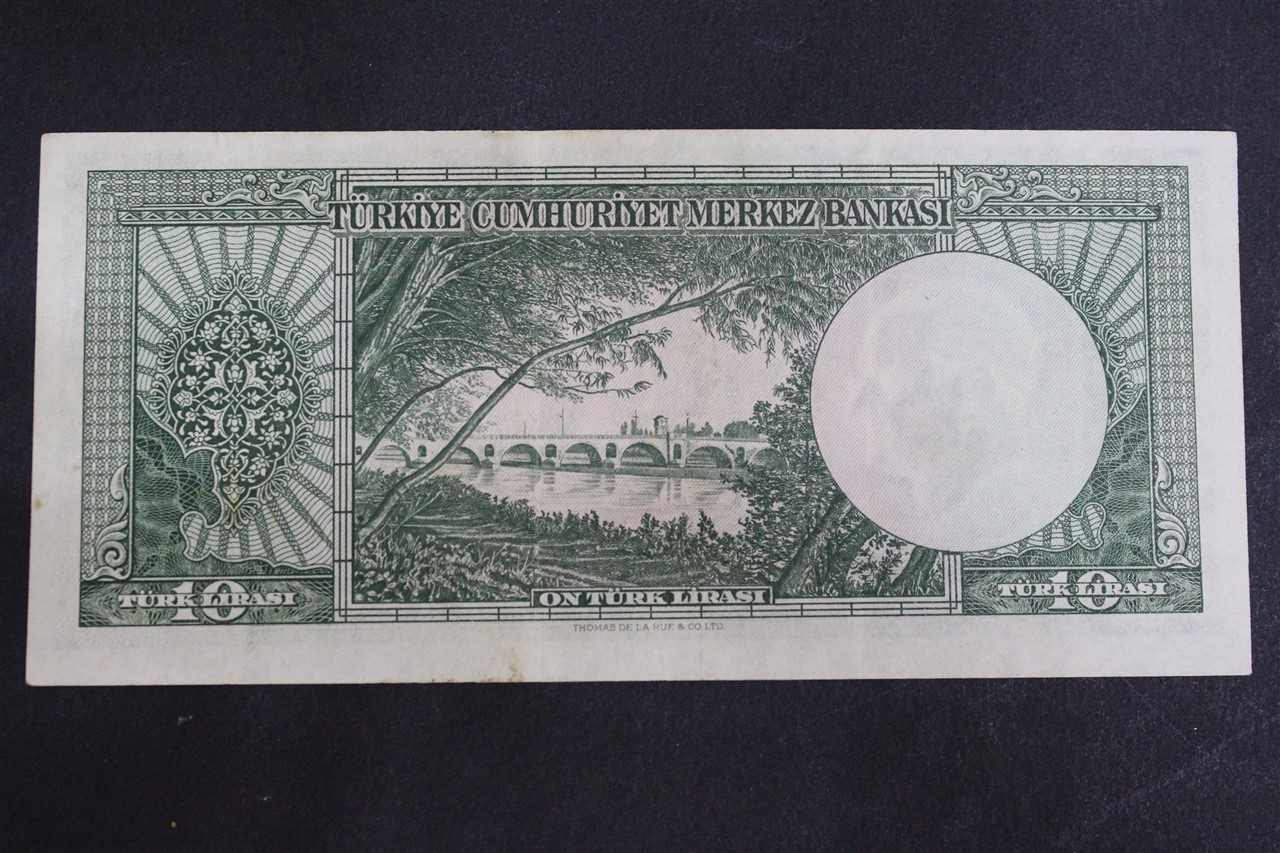 TÜRKİYE CUMHURİYET MERKEZ BANKASI
10
TÜRK LİRASI
ON TÜRK LİRASI
10
TÜRK LİRASI
THOMAS DE LA RUE & CO LTD.